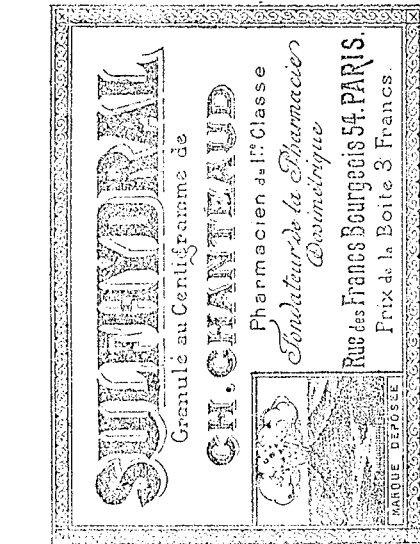 SULFHYDRAL
Granulé au Centigramme de
CH. CHANTEAUD
Pharmacien de 1re Classe
Fondateur de la Pharmacie
Dosimétrique
Rue des Francs Bourgeois 54. PARIS.
Prix de la Boite 3 Francs.
MARQUE DEPOSÉE